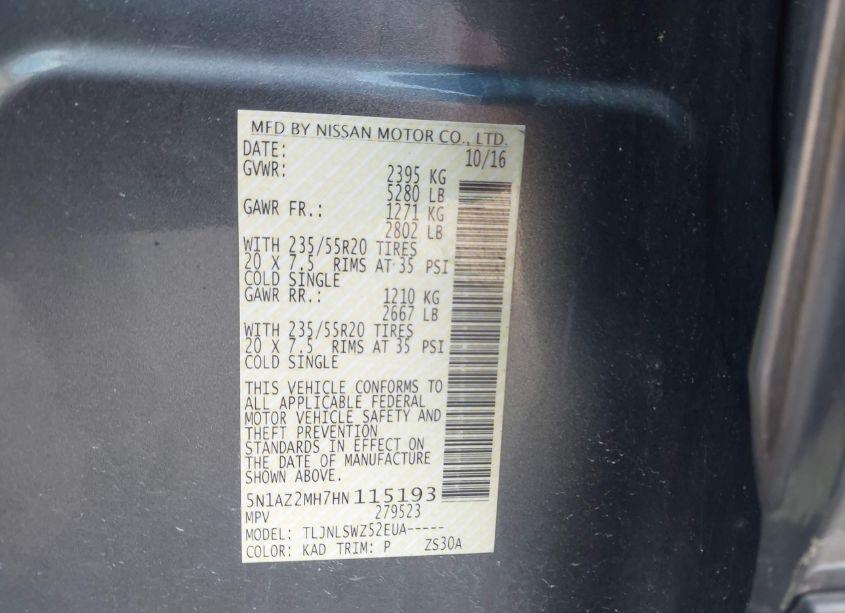 MFD BY NISSAN MOTOR CO., LTD.
DATE: 10/16
GVWR: 2395 KG
5280 LB
GAWR FR.: 1271 KG
2802 LB
WITH 235/55R20 TIRES
20 X 7.5 RIMS AT 35 PSI
COLD SINGLE
GAWR RR.: 1210 KG
2667 LB
WITH 235/55R20 TIRES
20 X 7.5 RIMS AT 35 PSI
COLD SINGLE
THIS VEHICLE CONFORMS TO
ALL APPLICABLE FEDERAL
MOTOR VEHICLE SAFETY AND
THEFT PREVENTION
STANDARDS IN EFFECT ON
THE DATE OF MANUFACTURE
SHOWN ABOVE.
5N1AZ2MH7HN115193
MPV 279523
MODEL: TLJNLSWZ52EUA-----
COLOR: KAD TRIM: P ZS30A